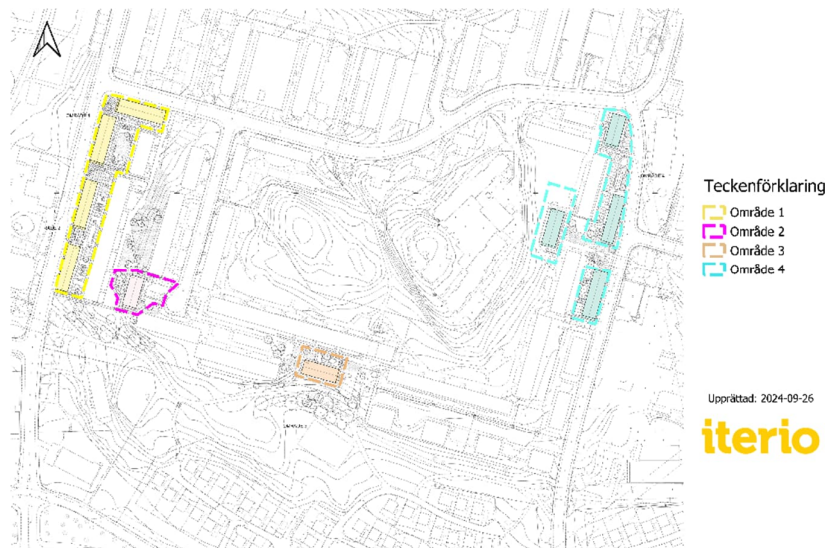 Teckenförklaring
Område 1
Område 2
Område 3
Område 4
Upprättad: 2024-09-26
iterio